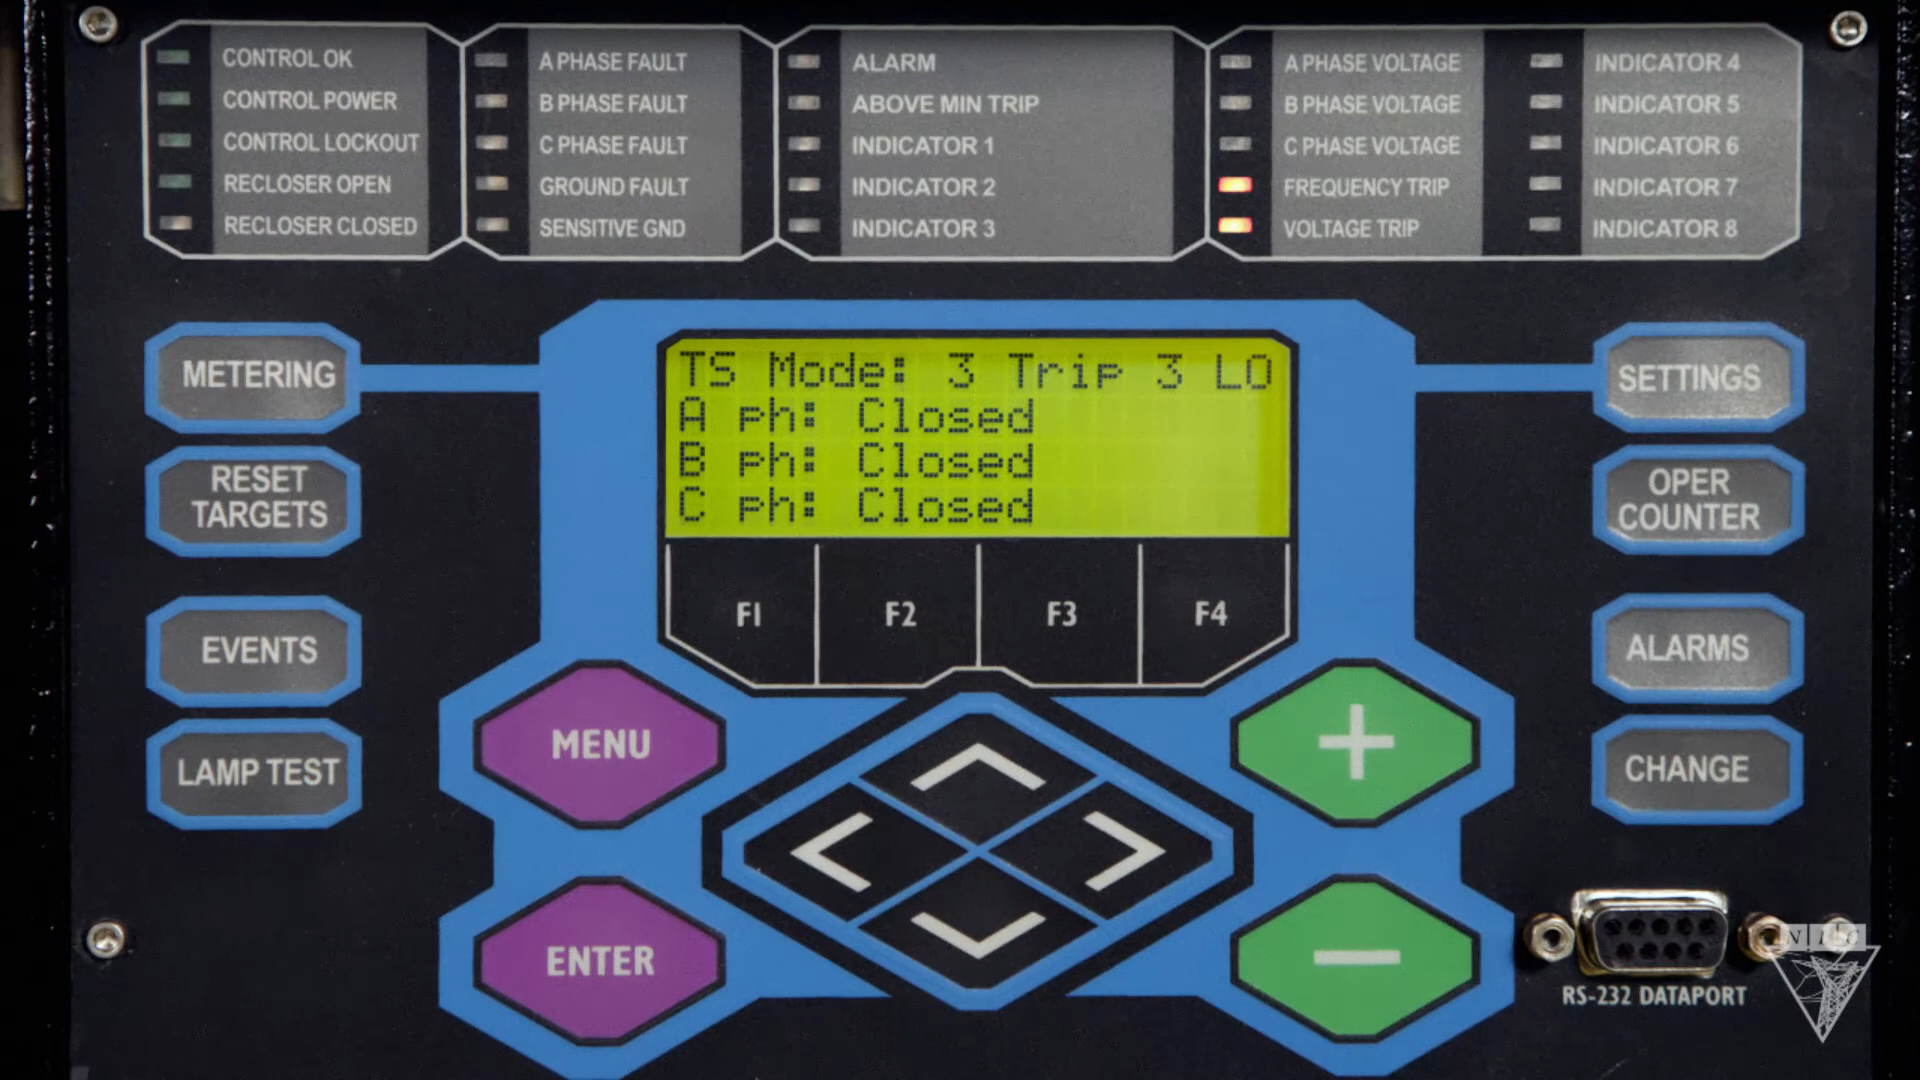 CONTROL OK
CONTROL POWER
CONTROL LOCKOUT
RECLOSER OPEN
RECLOSER CLOSED
A PHASE FAULT
B PHASE FAULT
C PHASE FAULT
GROUND FAULT
SENSITIVE GND
ALARM
ABOVE MIN TRIP
INDICATOR 1
INDICATOR 2
INDICATOR 3
A PHASE VOLTAGE
B PHASE VOLTAGE
C PHASE VOLTAGE
FREQUENCY TRIP
VOLTAGE TRIP
INDICATOR 4
INDICATOR 5
INDICATOR 6
INDICATOR 7
INDICATOR 8
METERING
RESET
TARGETS
EVENTS
LAMP TEST
TS Mode: 3 Trip 3 LO
A ph: Closed
B ph: Closed
C ph: Closed
F1 F2 F3 F4
MENU
ENTER
+
−
SETTINGS
OPER
COUNTER
ALARMS
CHANGE
RS-232 DATAPORT